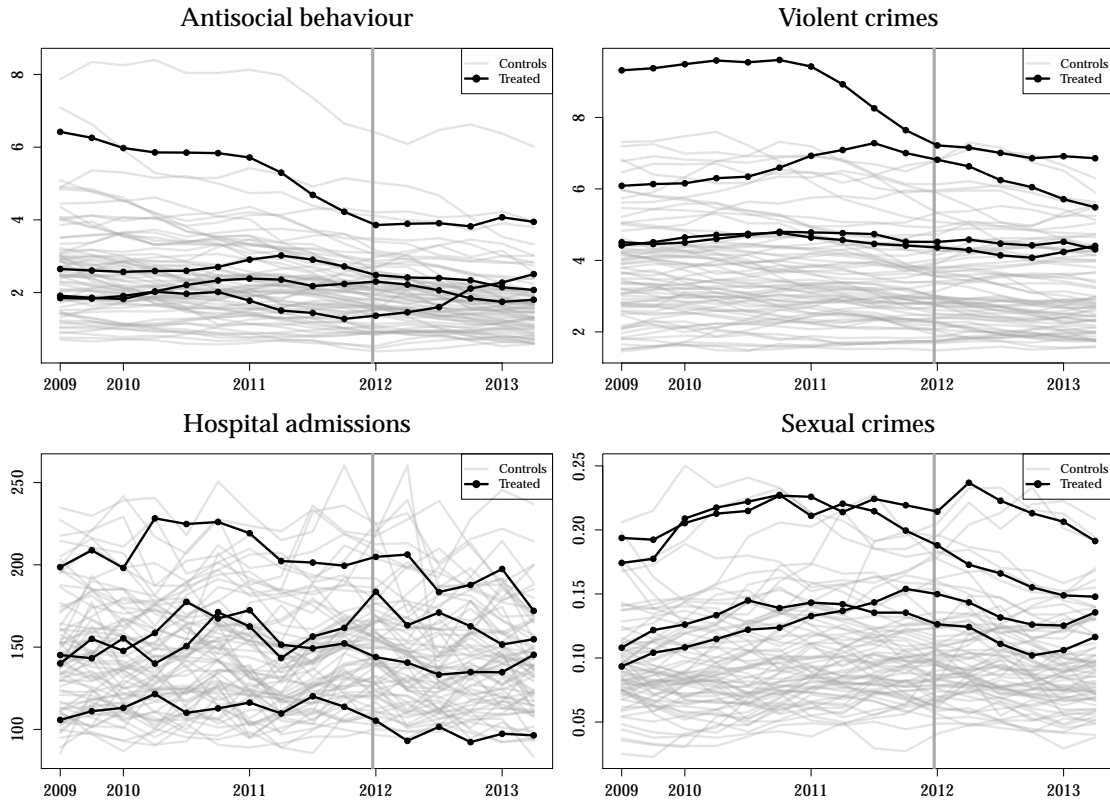 Antisocial behaviour
Controls
Treated
8
6
4
2
2009 2010 2011 2012 2013
Violent crimes
Controls
Treated
8
6
4
2
2009 2010 2011 2012 2013
Hospital admissions
Controls
Treated
250
200
150
100
2009 2010 2011 2012 2013
Sexual crimes
Controls
Treated
0.25
0.20
0.15
0.10
0.05
2009 2010 2011 2012 2013